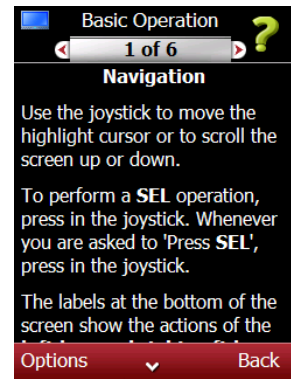 Basic Operation
1 of 6
Navigation
Use the joystick to move the
highlight cursor or to scroll the
screen up or down.
To perform a SEL operation,
press in the joystick. Whenever
you are asked to 'Press SEL',
press in the joystick.
The labels at the bottom of the
screen show the actions of the
Options
Back